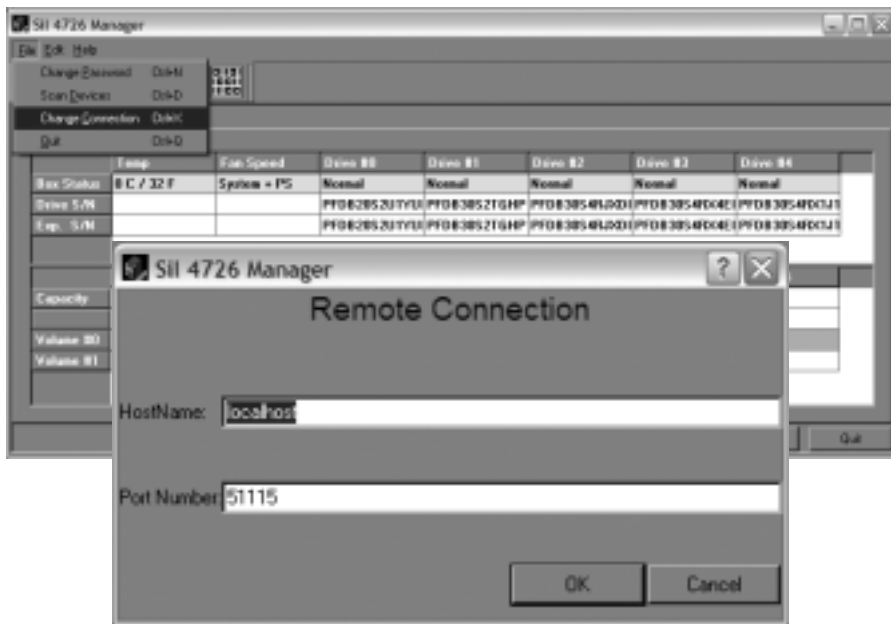 SiI 4726 Manager
File Edit Help
Change Password Ctrl+N
Scan Devices Ctrl+D
Change Connection Ctrl+K
Quit Ctrl+Q
Temp Fan Speed Drive #0 Drive #1 Drive #2 Drive #3 Drive #4
Box Status 0 C / 32 F System + PS Normal Normal Normal Normal Normal
Drive S/N
Exp. S/N
Capacity
Volume #0
Volume #1
Quit
SiI 4726 Manager
Remote Connection
HostName: localhost
Port Number: 51115
OK Cancel